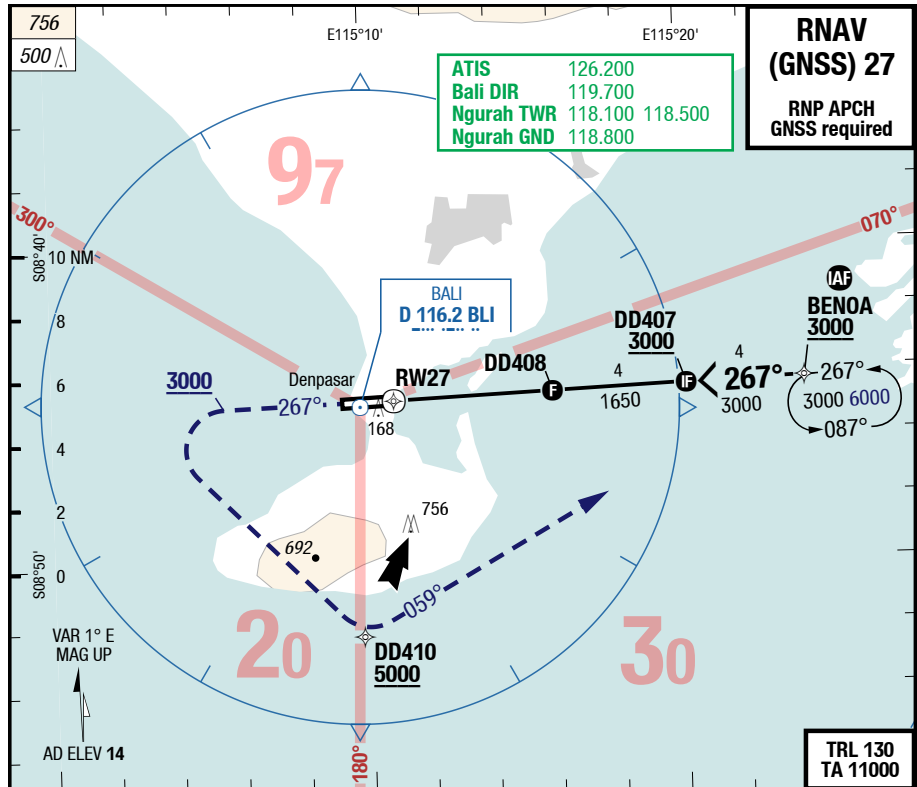 756
500
E115°10'
E115°20'
RNAV
(GNSS) 27
RNP APCH
GNSS required
ATIS 126.200
Bali DIR 119.700
Ngurah TWR 118.100 118.500
Ngurah GND 118.800
97
300°
070°
S08°40'
10 NM
8
6
4
2
0
S08°50'
BALI
D 116.2 BLI
IAF
BENOA
3000
DD407
3000
DD408
RW27
Denpasar
3000
267°
168
F
4
1650
IF
4
267°
3000
267°
3000 6000
087°
756
692
059°
20
30
DD410
5000
180°
VAR 1° E
MAG UP
AD ELEV 14
TRL 130
TA 11000